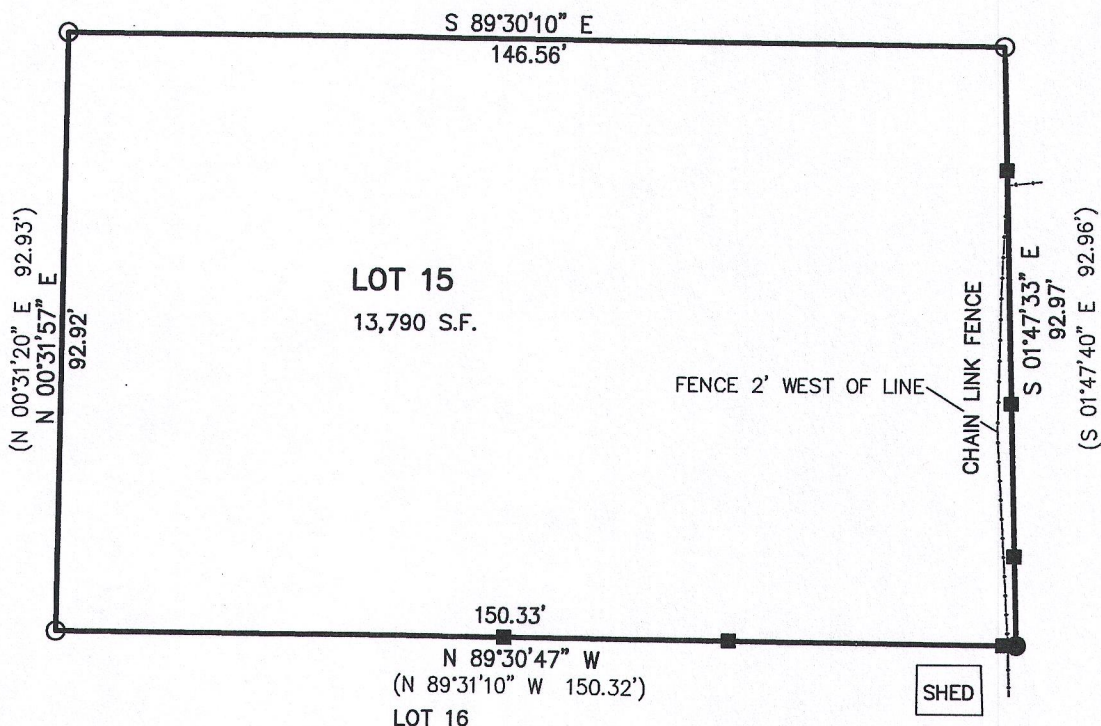 S 89°30'10" E
146.56'
(N 00°31'20" E 92.93')
N 00°31'57" E
92.92'
LOT 15
13,790 S.F.
FENCE 2' WEST OF LINE
CHAIN LINK FENCE
S 01°47'33" E
92.97'
(S 01°47'40" E 92.96')
150.33'
N 89°30'47" W
(N 89°31'10" W 150.32')
LOT 16
SHED